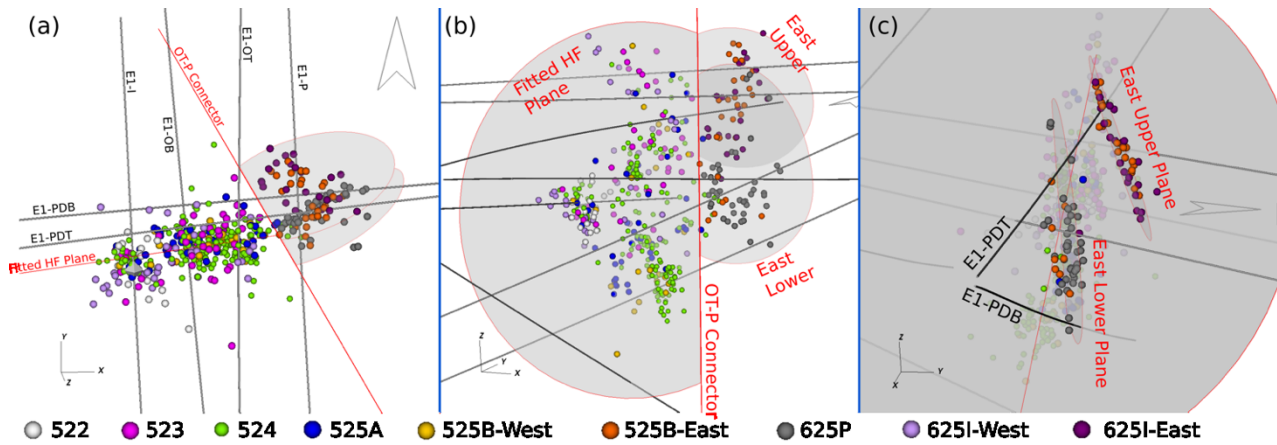 (a)
E1-I
E1-OB
OT-P Connector
E1-OT
E1-P
E1-PDB
E1-PDT
Fitted HF Plane
Y
Z
X
(b)
Fitted HF
Plane
East
Upper
East
Lower
OT-P Connector
Z
Y
X
(c)
East Upper Plane
E1-PDT
E1-PDB
East Lower Plane
Z
X
Y
522
523
524
525A
525B-West
525B-East
625P
625I-West
625I-East